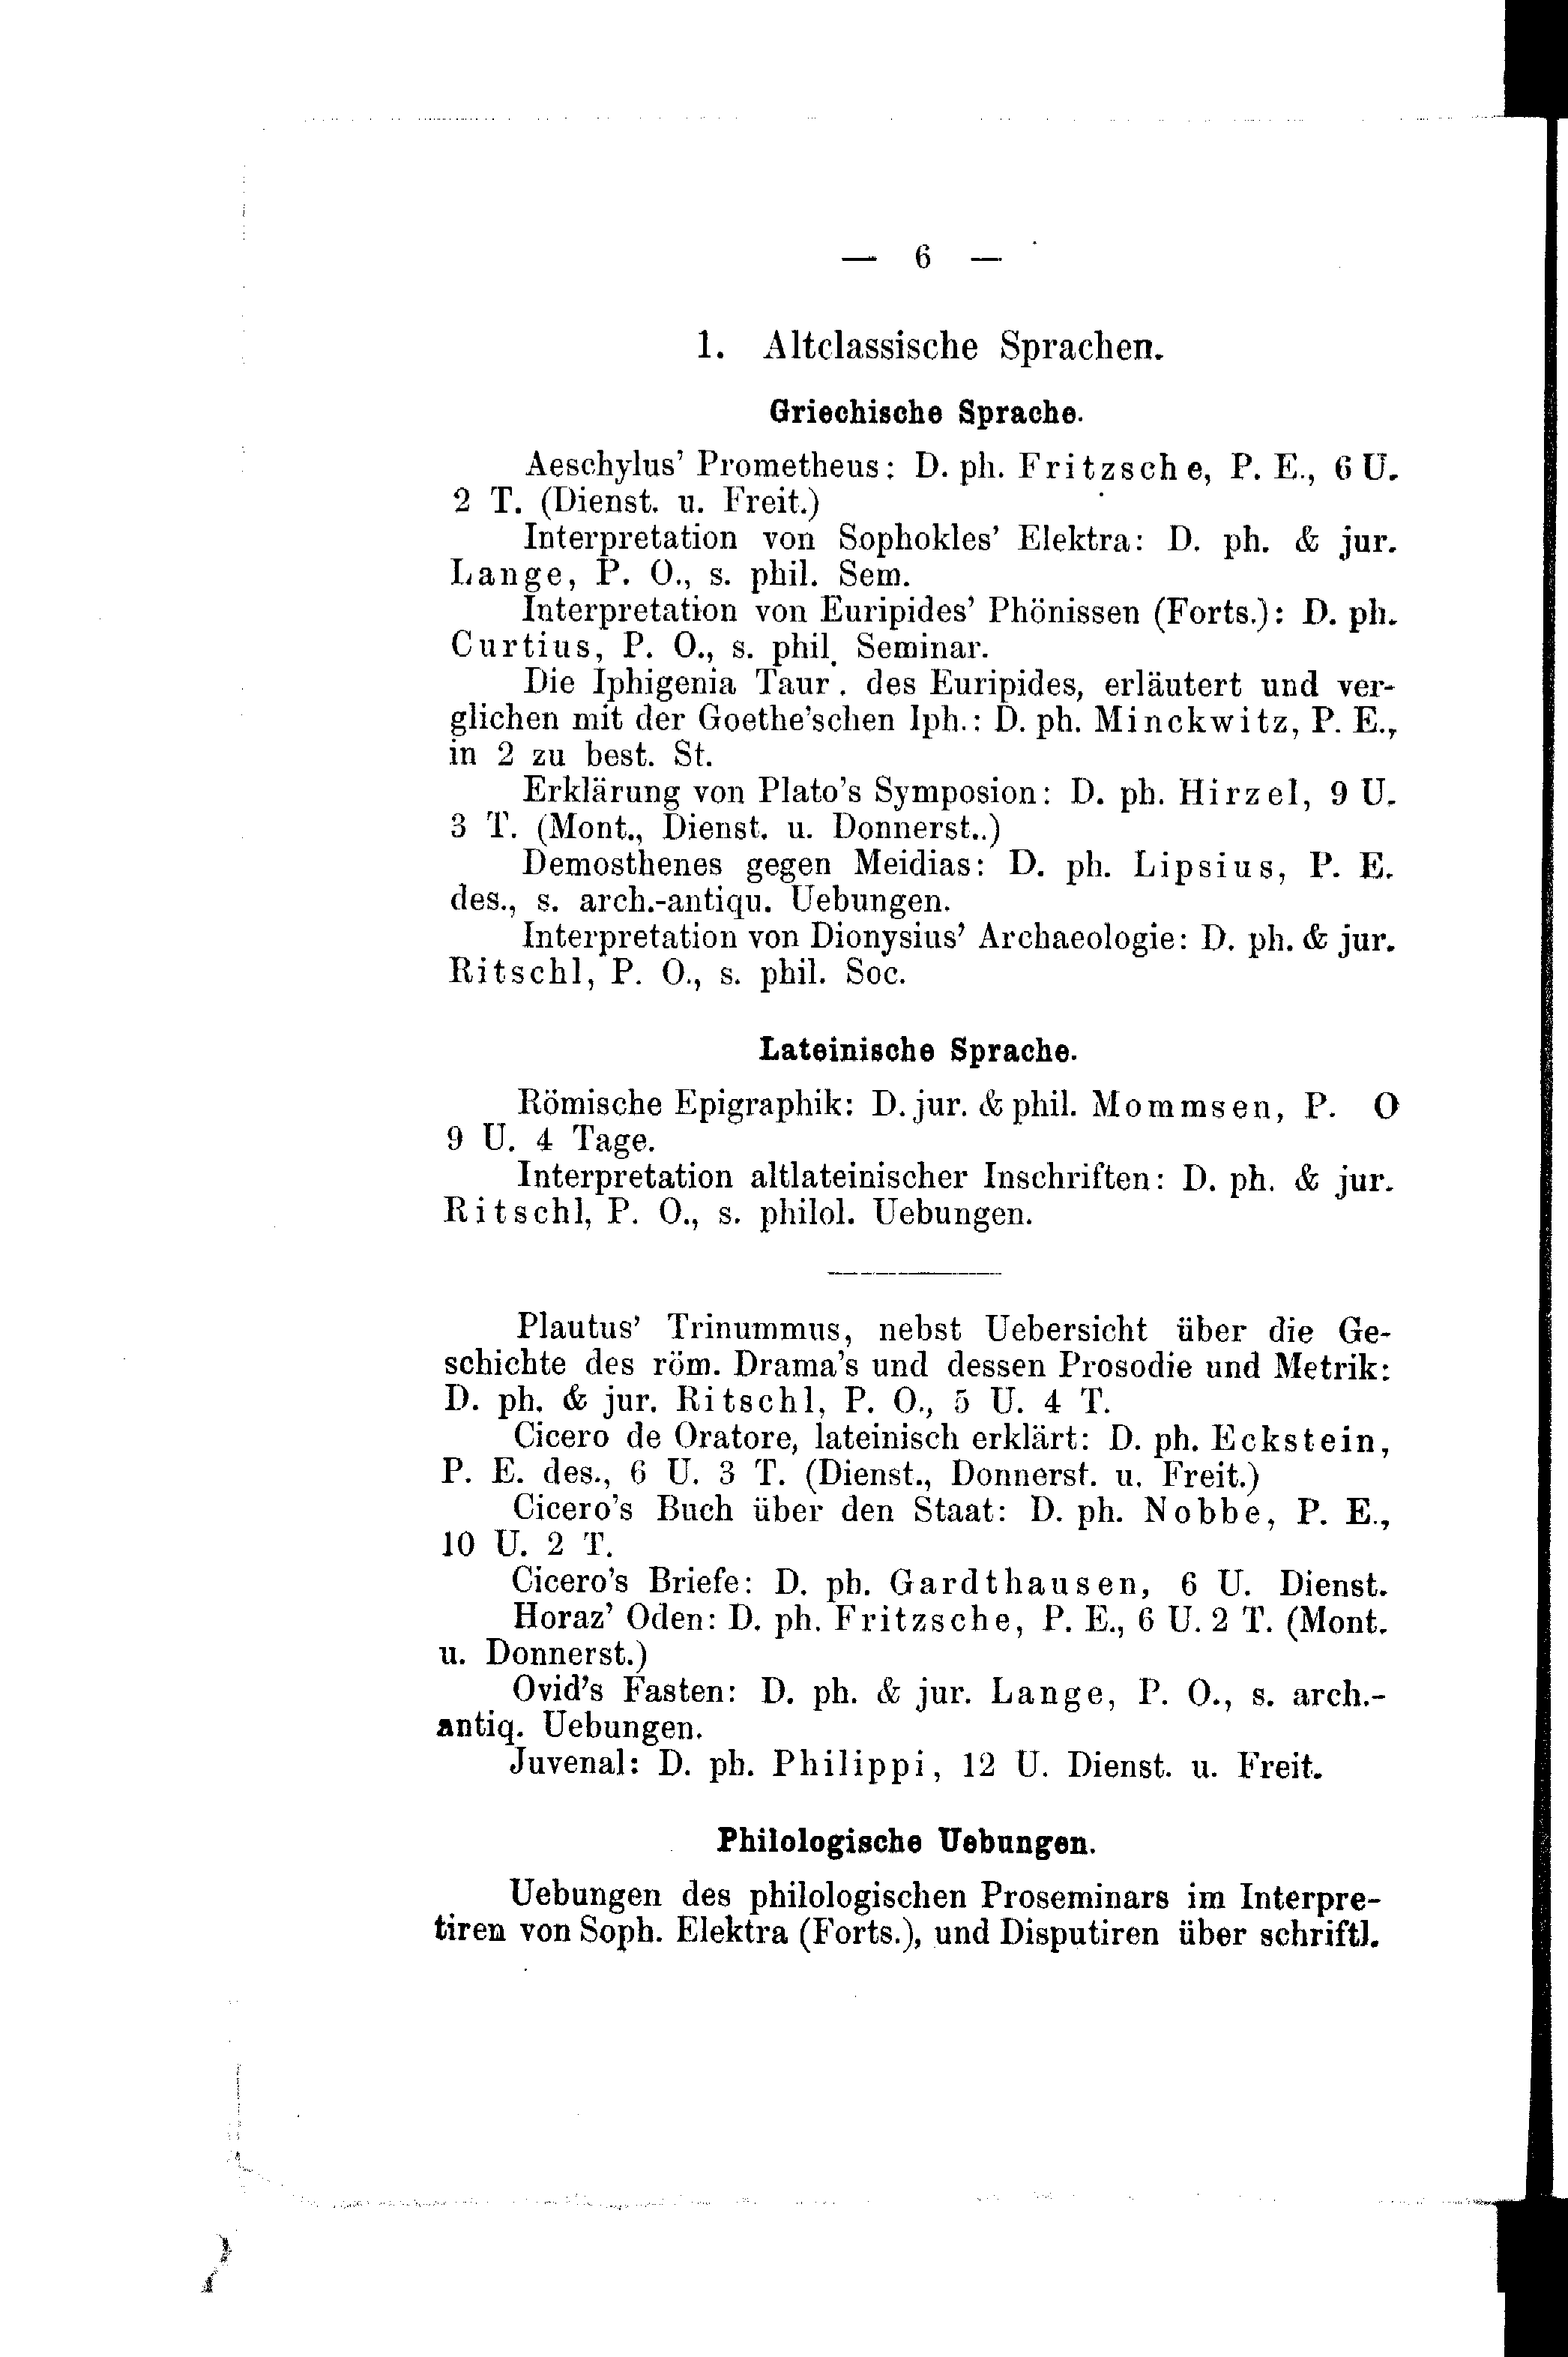 — 6 —
1. Altclassische Sprachen.
Griechische Sprache.
Aeschylus’ Prometheus: D. ph. Fritzsche, P. E., 6 U.
2 T. (Dienst. u. Freit.)
Interpretation von Sophokles’ Elektra: D. ph. & jur.
Lange, P. O., s. phil. Sem.
Interpretation von Euripides’ Phönissen (Forts.): D. ph.
Curtius, P. O., s. phil. Seminar.
Die Iphigenia Taur. des Euripides, erläutert und ver-
glichen mit der Goethe’schen Iph.: D. ph. Minckwitz, P. E.,
in 2 zu best. St.
Erklärung von Plato’s Symposion: D. ph. Hirzel, 9 U.
3 T. (Mont., Dienst. u. Donnerst..)
Demosthenes gegen Meidias: D. ph. Lipsius, P. E.
des., s. arch.-antiqu. Uebungen.
Interpretation von Dionysius’ Archaeologie: D. ph. & jur.
Ritschl, P. O., s. phil. Soc.
Lateinische Sprache.
Römische Epigraphik: D. jur. & phil. Mommsen, P. O
9 U. 4 Tage.
Interpretation altlateinischer Inschriften: D. ph. & jur.
Ritschl, P. O., s. philol. Uebungen.
Plautus’ Trinummus, nebst Uebersicht über die Ge-
schichte des röm. Drama’s und dessen Prosodie und Metrik:
D. ph. & jur. Ritschl, P. O., 5 U. 4 T.
Cicero de Oratore, lateinisch erklärt: D. ph. Eckstein,
P. E. des., 6 U. 3 T. (Dienst., Donnerst. u. Freit.)
Cicero’s Buch über den Staat: D. ph. Nobbe, P. E.,
10 U. 2 T.
Cicero’s Briefe: D. ph. Gardthausen, 6 U. Dienst.
Horaz’ Oden: D. ph. Fritzsche, P. E., 6 U. 2 T. (Mont.
u. Donnerst.)
Ovid’s Fasten: D. ph. & jur. Lange, P. O., s. arch.-
antiq. Uebungen.
Juvenal: D. ph. Philippi, 12 U. Dienst. u. Freit.
Philologische Uebungen.
Uebungen des philologischen Proseminars im Interpre-
tiren von Soph. Elektra (Forts.), und Disputiren über schriftl.